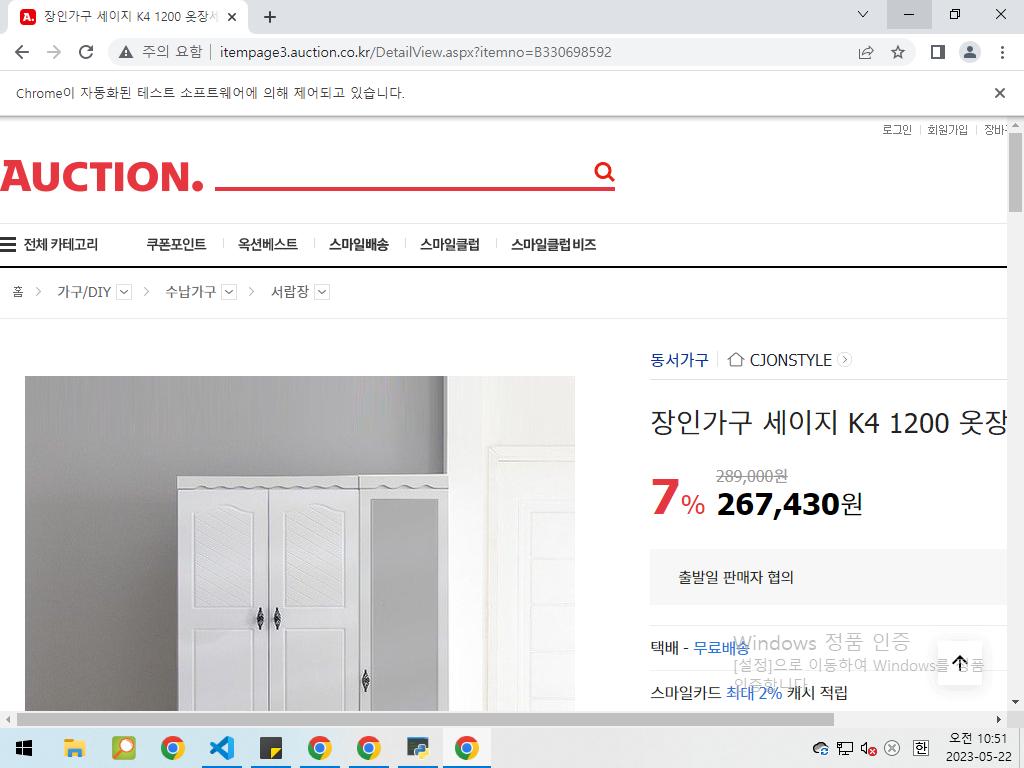 장인가구 세이지 K4 1200 옷장세
주의 요함
itempage3.auction.co.kr/DetailView.aspx?itemno=B330698592
Chrome이 자동화된 테스트 소프트웨어에 의해 제어되고 있습니다.
로그인 회원가입 장바구
AUCTION.
전체 카테고리 쿠폰포인트 옥션베스트 스마일배송 스마일클럽 스마일클럽 비즈
홈 가구/DIY 수납가구 서랍장
동서가구 CJONSTYLE
장인가구 세이지 K4 1200 옷장
289,000원
7% 267,430원
출발일 판매자 협의
택배 - 무료배송
Windows 정품 인증
[설정]으로 이동하여 Windows를 정품
인증합니다.
스마일카드 최대 2% 캐시 적립
한
오전 10:51
2023-05-22